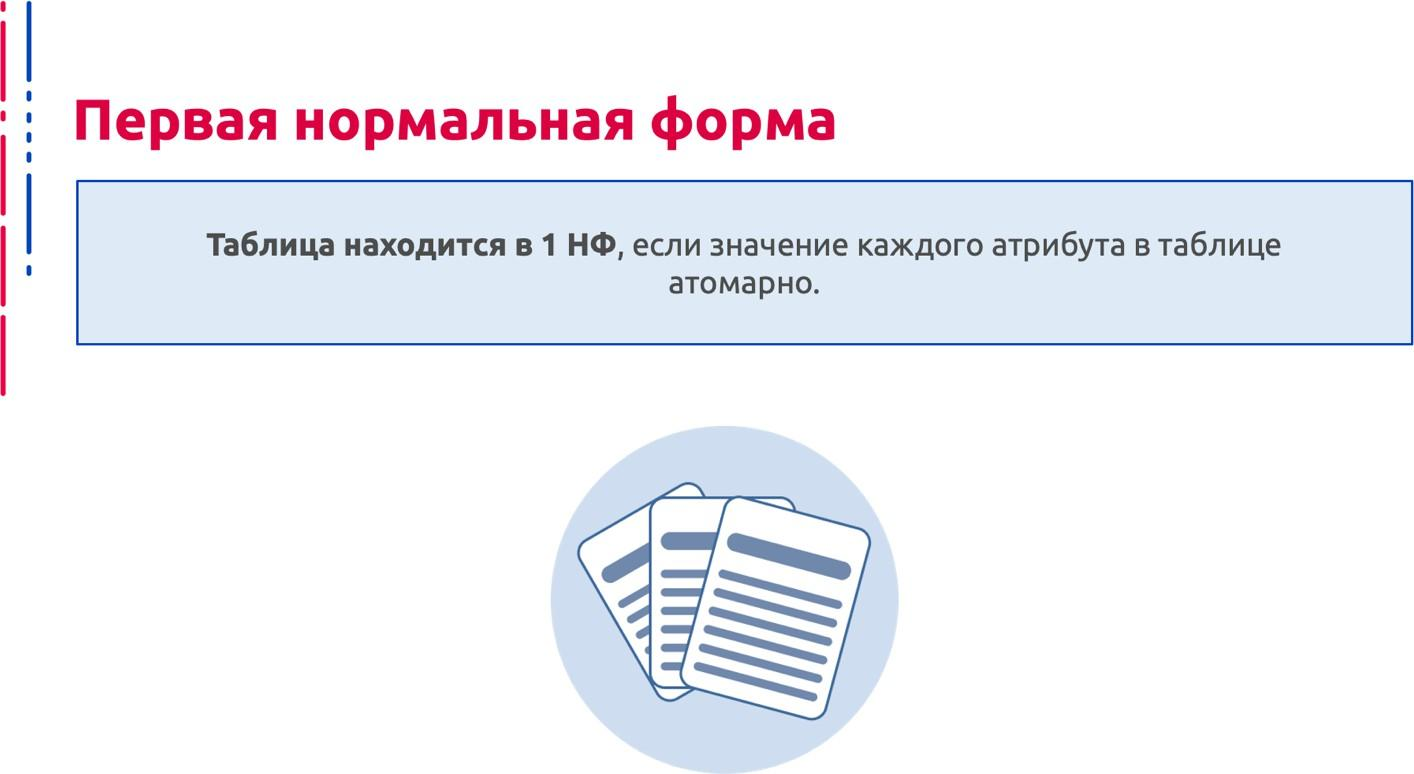 Первая нормальная форма
Таблица находится в 1 НФ, если значение каждого атрибута в таблице
атомарно.